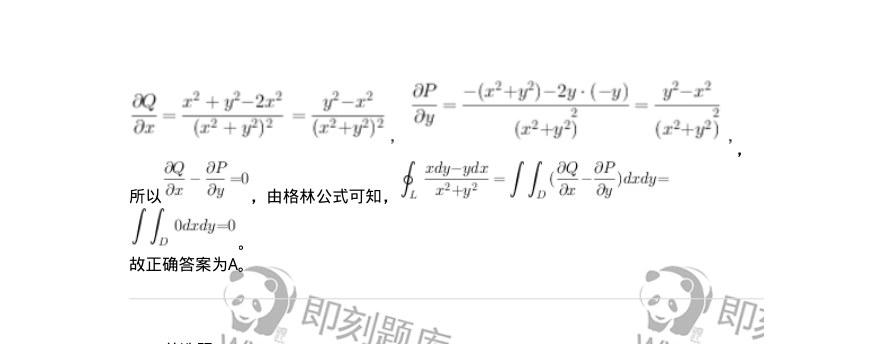 ∂Q/∂x = (x²+y²−2x²)/(x²+y²)² = (y²−x²)/(x²+y²)², ∂P/∂y = (−(x²+y²)−2y·(−y))/(x²+y²)² = (y²−x²)/(x²+y²)², ，
所以 ∂Q/∂x − ∂P/∂y =0 ，由格林公式可知， ∮_L (xdy−ydx)/(x²+y²) = ∫∫_D (∂Q/∂x − ∂P/∂y)dxdy=
∫∫_D 0dxdy=0 。
故正确答案为A。
即刻题库
即刻